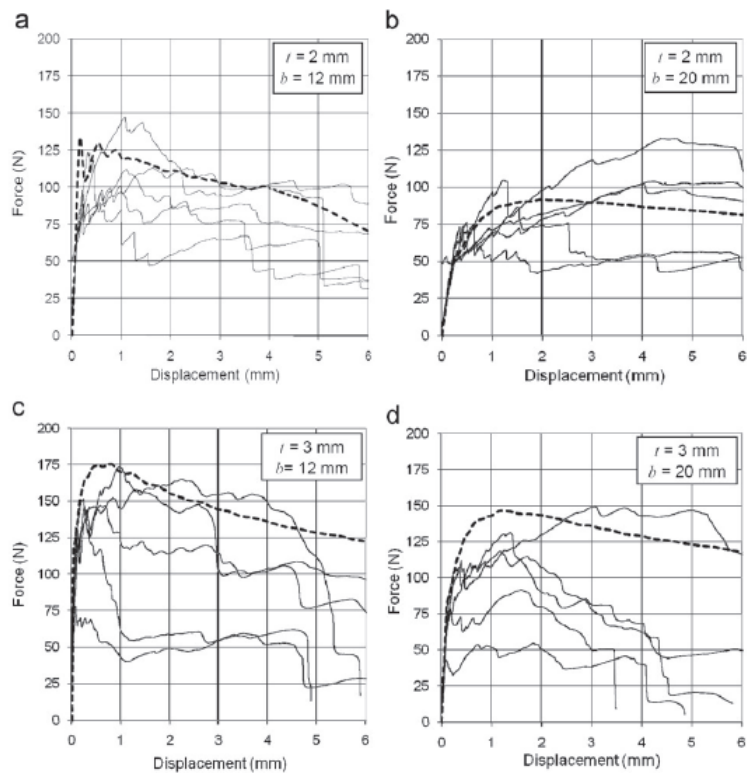 a
t = 2 mm
b = 12 mm
200
175
150
125
100
75
50
25
0
Force (N)
0 1 2 3 4 5 6
Displacement (mm)
b
t = 2 mm
b = 20 mm
200
175
150
125
100
75
50
25
0
Force (N)
0 1 2 3 4 5 6
Displacement (mm)
c
t = 3 mm
b= 12 mm
200
175
150
125
100
75
50
25
0
Force (N)
0 1 2 3 4 5 6
Displacement (mm)
d
t = 3 mm
b = 20 mm
200
175
150
125
100
75
50
25
0
Force (N)
0 1 2 3 4 5 6
Displacement (mm)